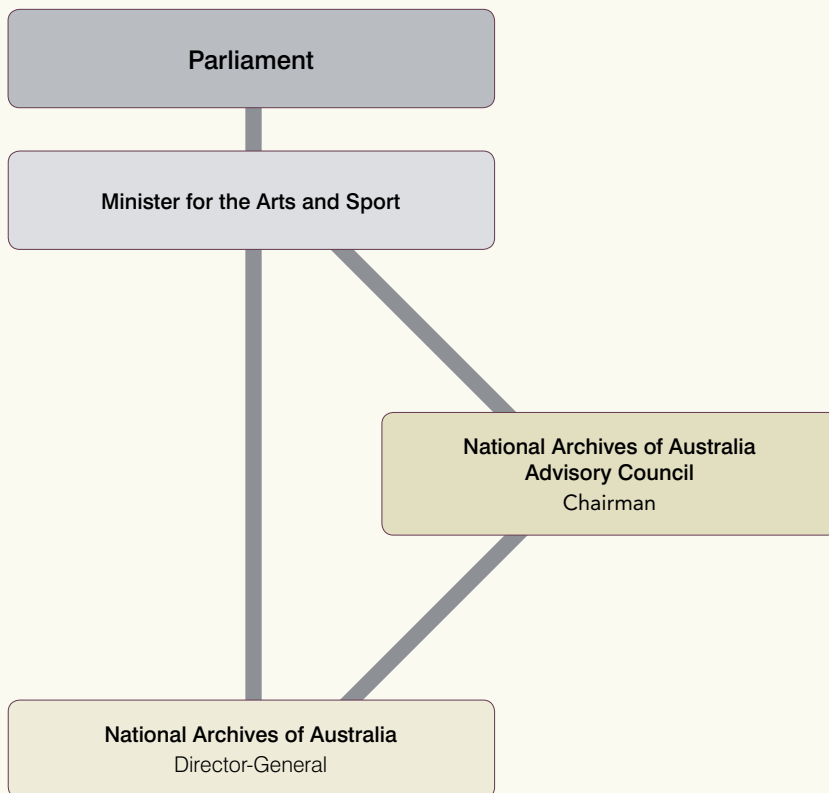 Parliament
Minister for the Arts and Sport
National Archives of Australia
Advisory Council
Chairman
National Archives of Australia
Director-General